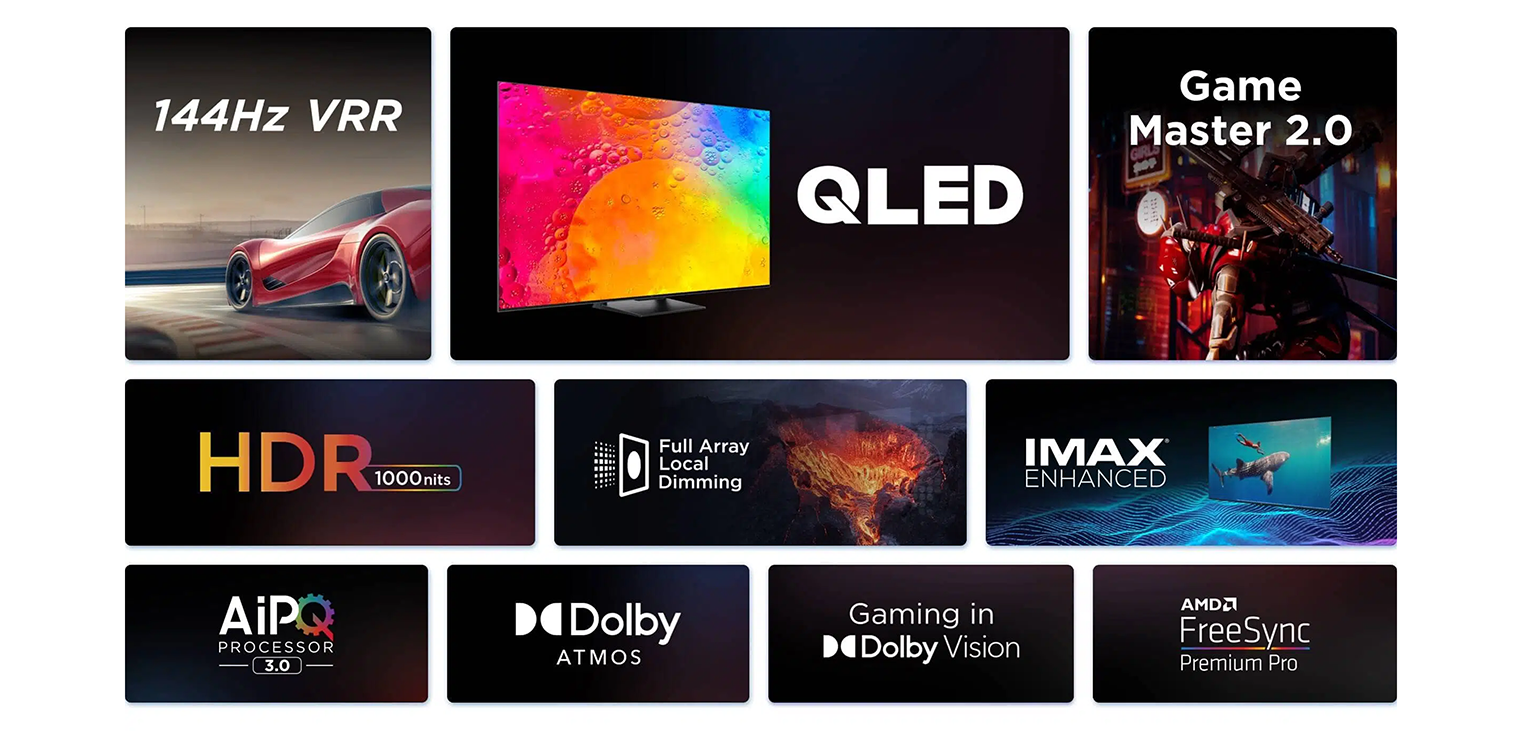 144Hz VRR
QLED
Game
Master 2.0
GIRLS
HDR
1000nits
Full Array
Local
Dimming
IMAX®
ENHANCED
AiPQ
PROCESSOR
3.0
Dolby
ATMOS
Gaming in
Dolby Vision
AMD
FreeSync
Premium Pro